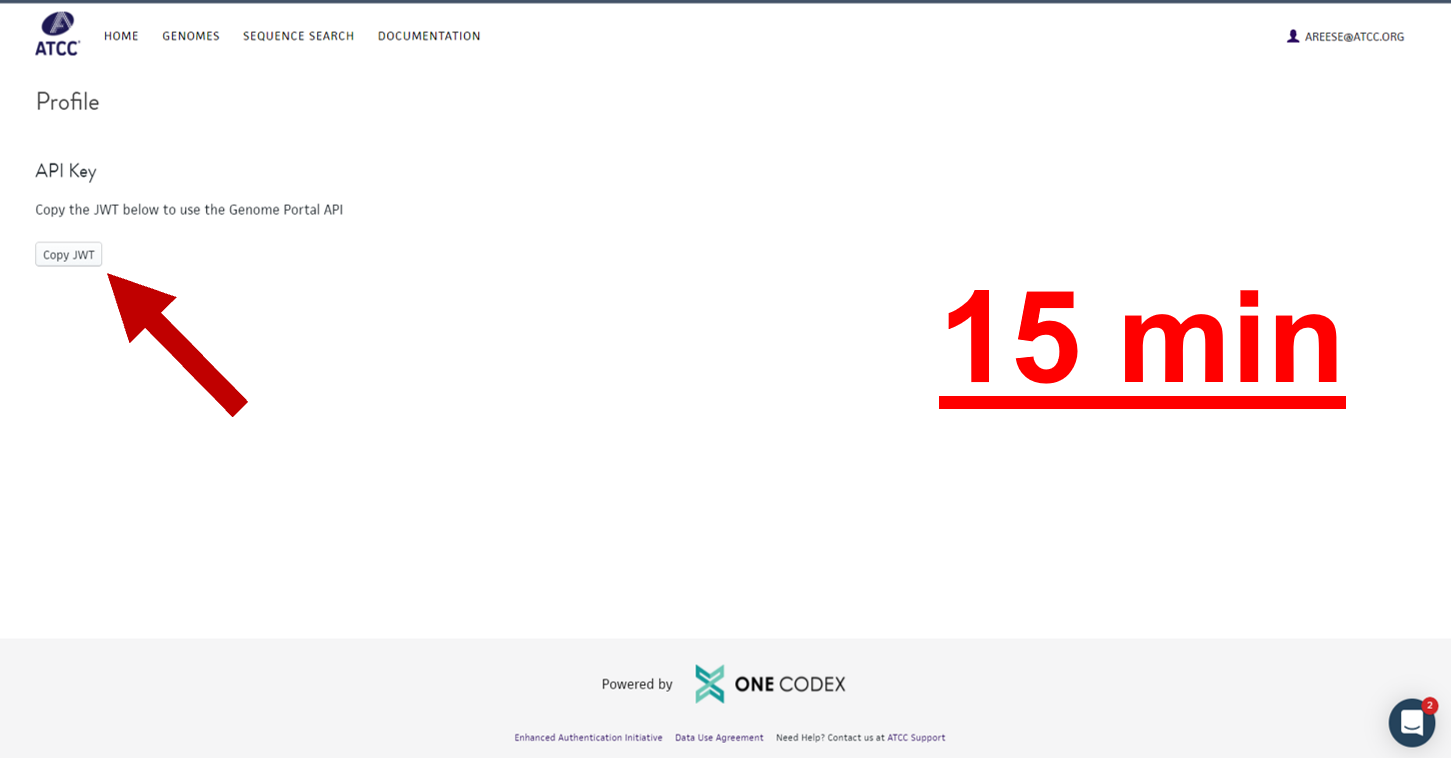 ATCC
HOME GENOMES SEQUENCE SEARCH DOCUMENTATION
AREESE@ATCC.ORG
Profile
API Key
Copy the JWT below to use the Genome Portal API
Copy JWT
15 min
Powered by ONE CODEX
2
Enhanced Authentication Initiative Data Use Agreement Need Help? Contact us at ATCC Support